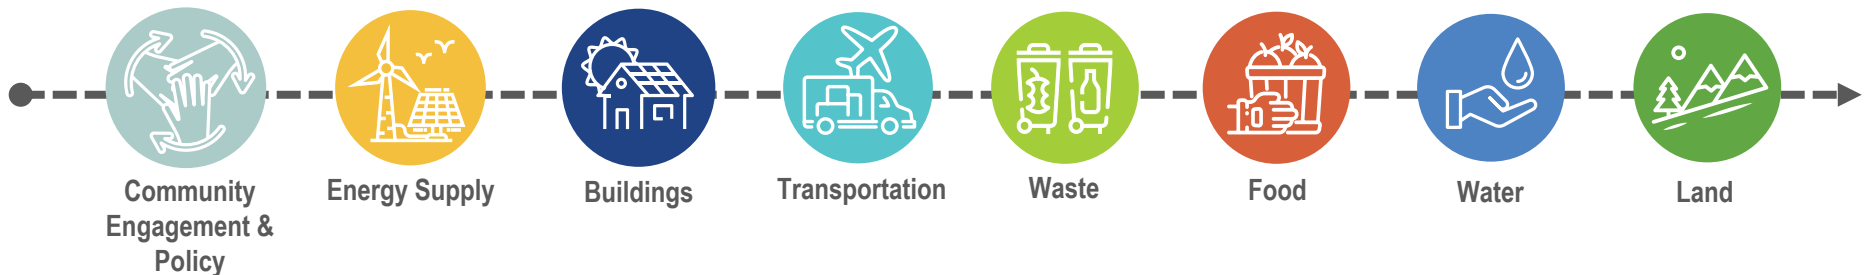 Community
Engagement &
Policy
Energy Supply
Buildings
Transportation
Waste
Food
Water
Land